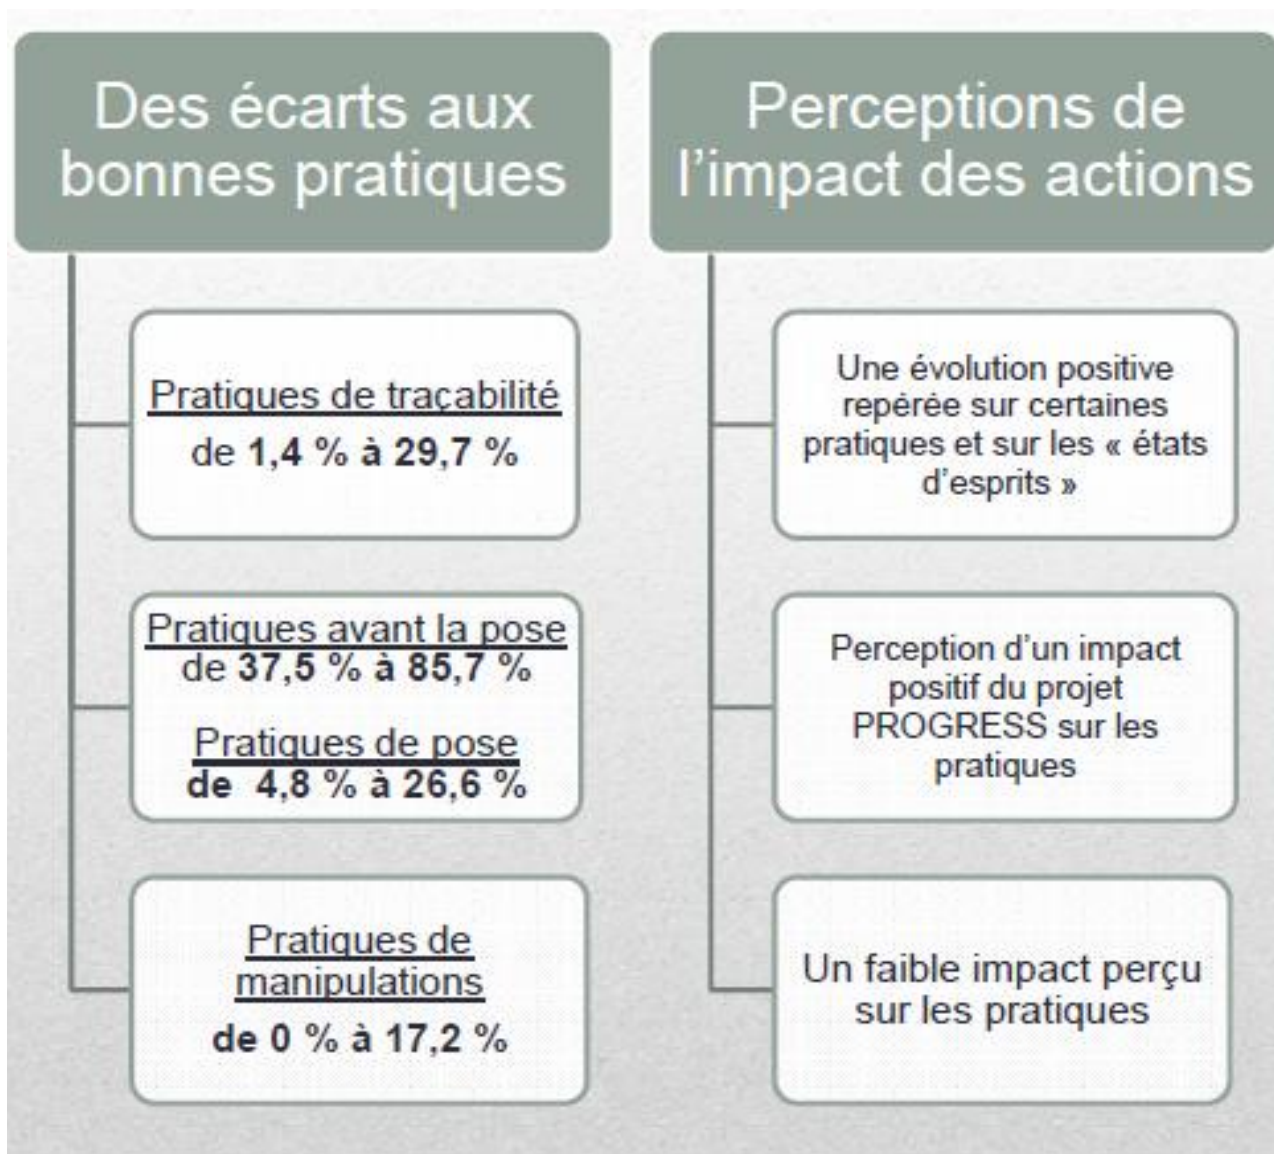 Des écarts aux
bonnes pratiques
Pratiques de traçabilité
de 1,4 % à 29,7 %
Pratiques avant la pose
de 37,5 % à 85,7 %
Pratiques de pose
de 4,8 % à 26,6 %
Pratiques de
manipulations
de 0 % à 17,2 %
Perceptions de
l'impact des actions
Une évolution positive
repérée sur certaines
pratiques et sur les « états
d'esprits »
Perception d'un impact
positif du projet
PROGRESS sur les
pratiques
Un faible impact perçu
sur les pratiques